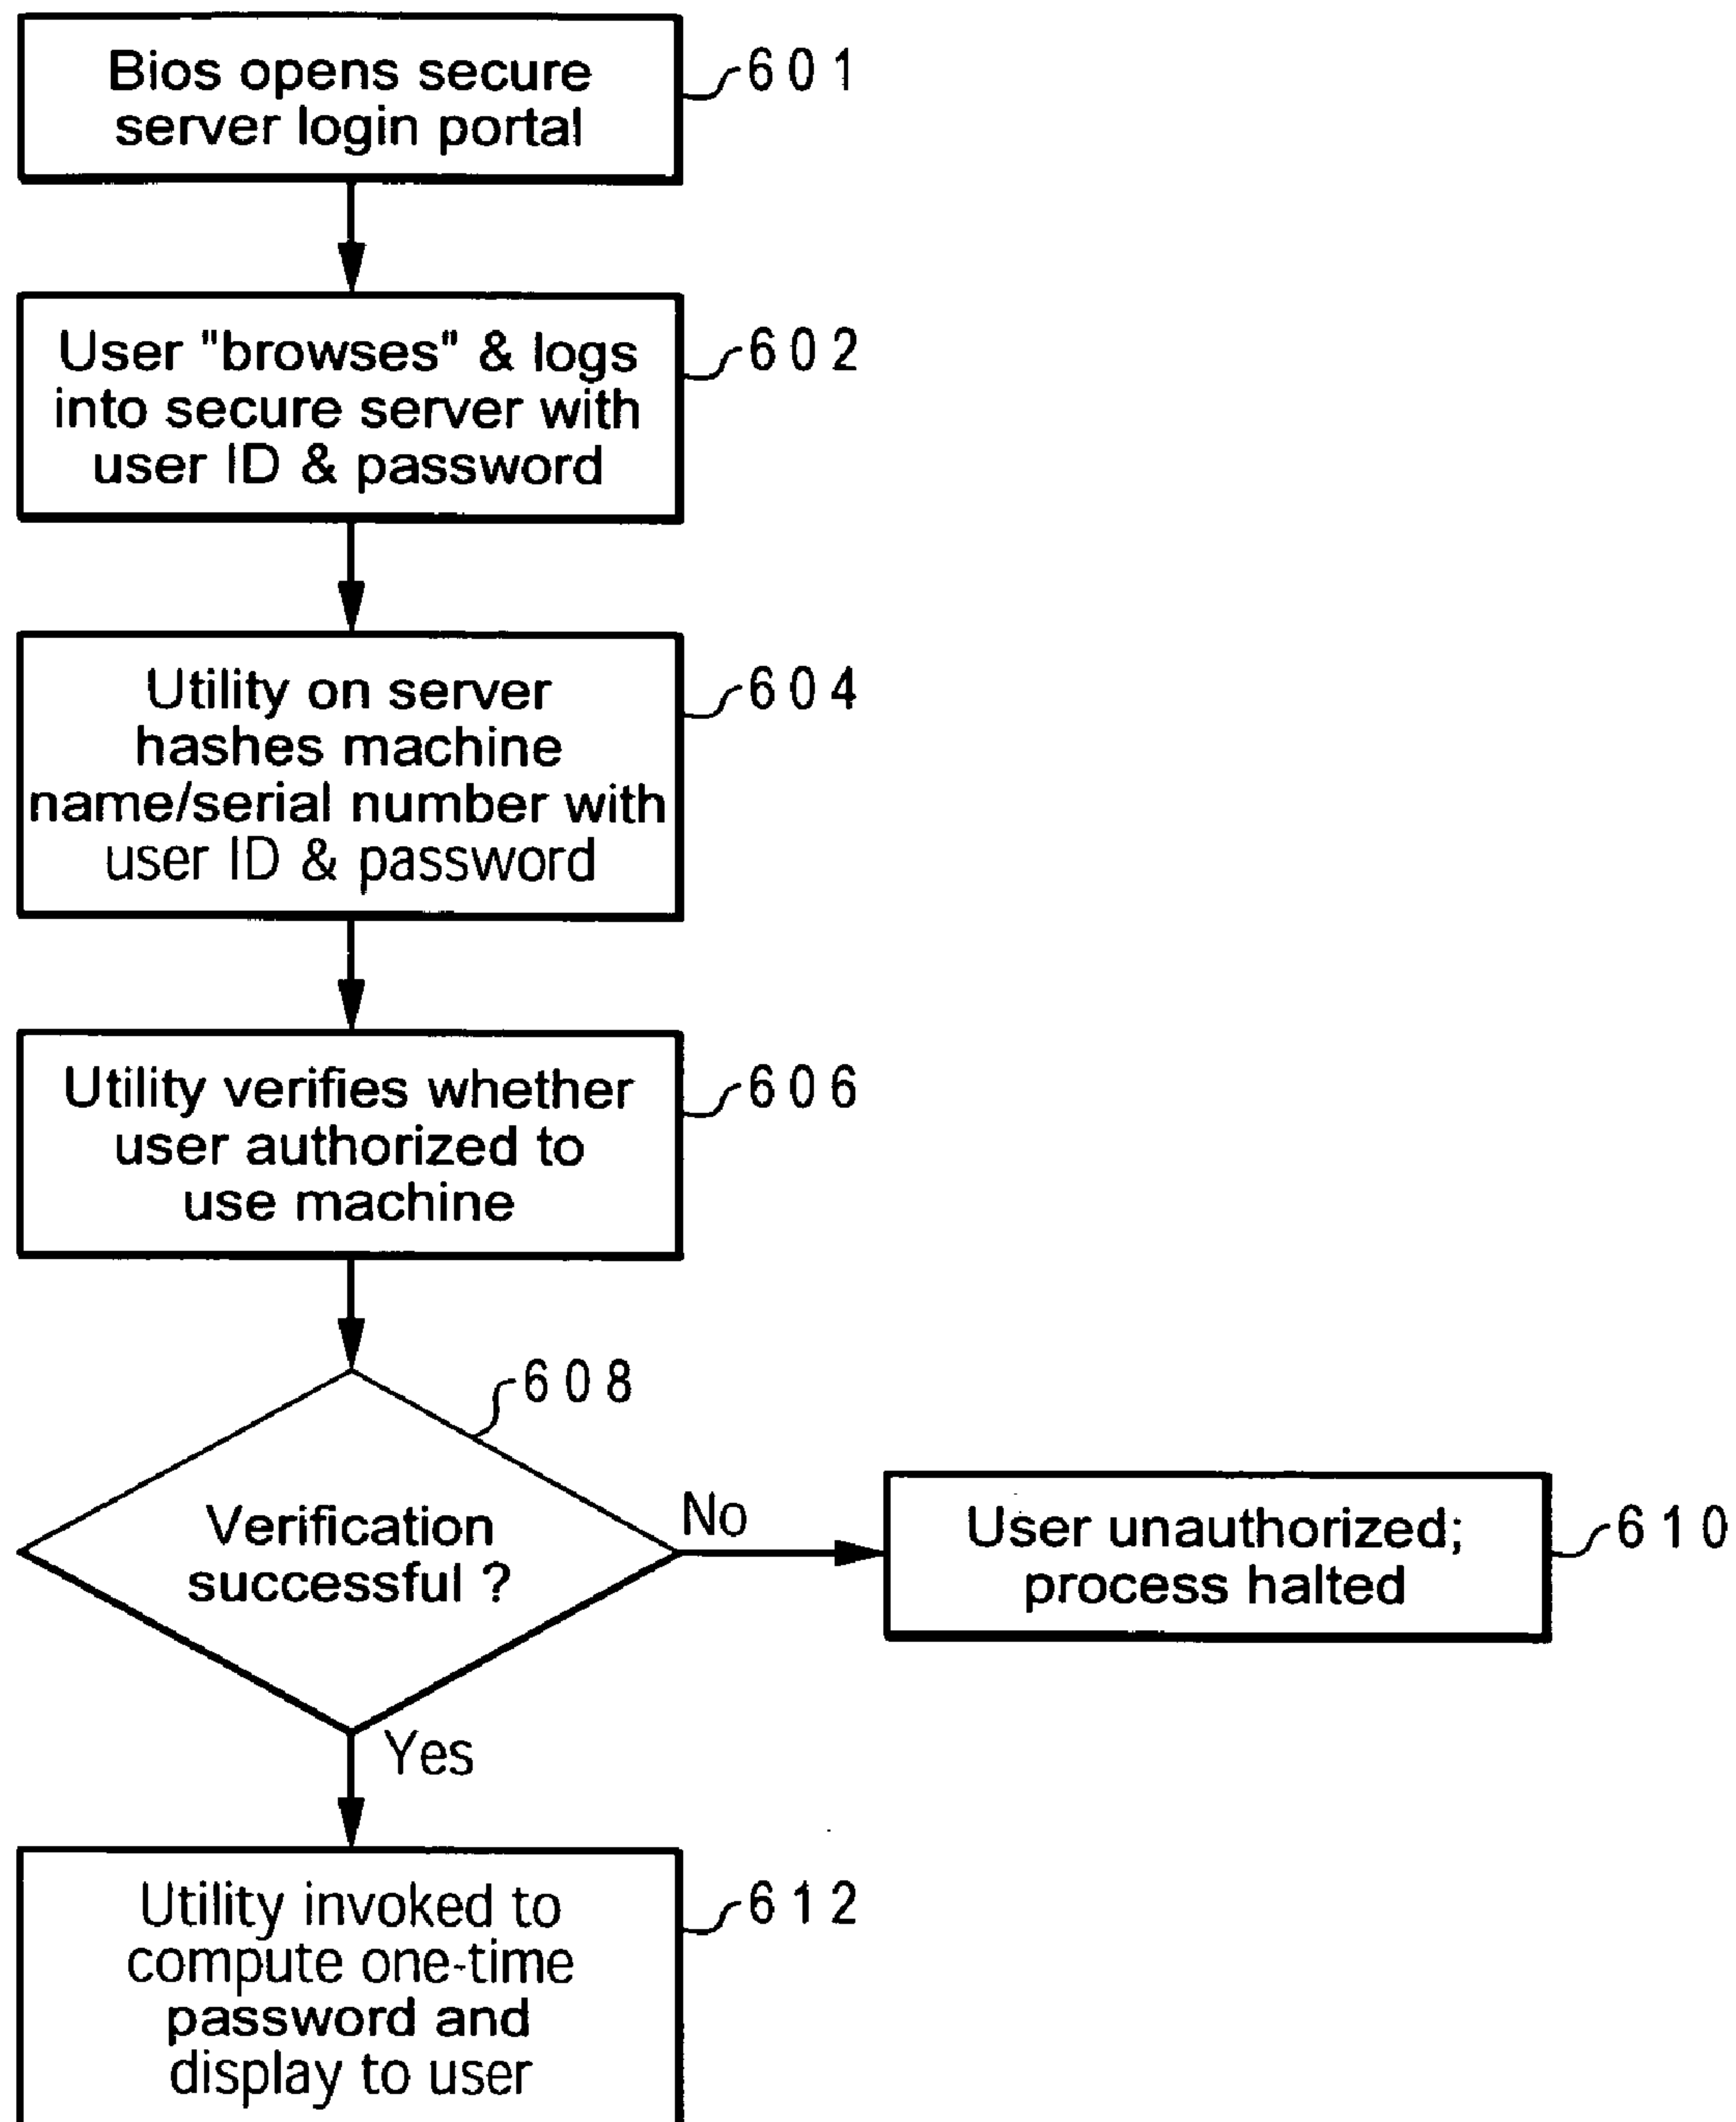 Bios opens secure
server login portal
601
User "browses" & logs
into secure server with
user ID & password
602
Utility on server
hashes machine
name/serial number with
user ID & password
604
Utility verifies whether
user authorized to
use machine
606
608
Verification
successful ?
No
User unauthorized;
process halted
610
Yes
Utility invoked to
compute one-time
password and
display to user
612